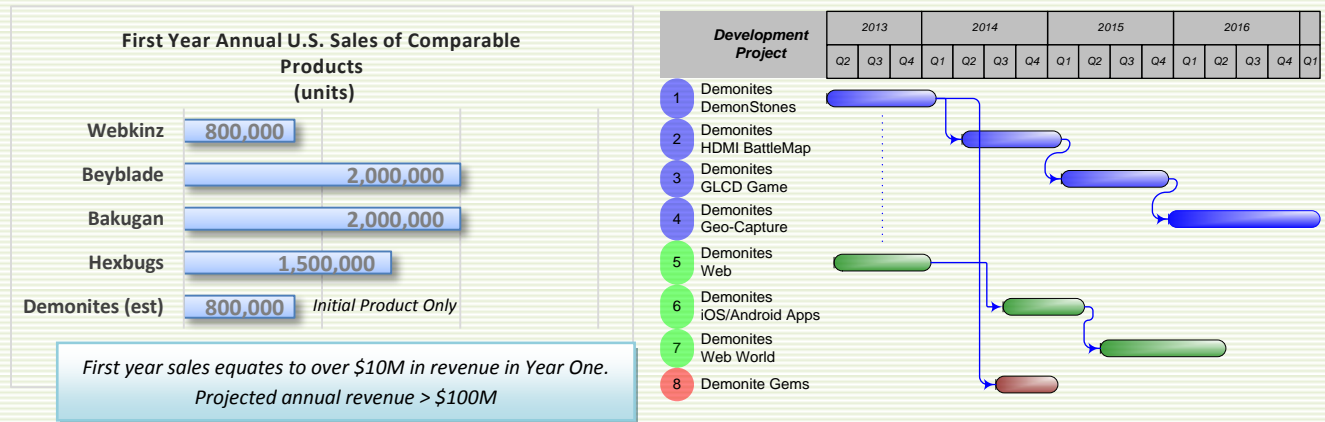 First Year Annual U.S. Sales of Comparable
Products
(units)
Webkinz 800,000
Beyblade 2,000,000
Bakugan 2,000,000
Hexbugs 1,500,000
Demonites (est) 800,000 Initial Product Only
First year sales equates to over $10M in revenue in Year One.
Projected annual revenue > $100M
Development
Project
2013 2014 2015 2016
Q2 Q3 Q4 Q1 Q2 Q3 Q4 Q1 Q2 Q3 Q4 Q1 Q2 Q3 Q4 Q1
1 Demonites
DemonStones
2 Demonites
HDMI BattleMap
3 Demonites
GLCD Game
4 Demonites
Geo-Capture
5 Demonites
Web
6 Demonites
iOS/Android Apps
7 Demonites
Web World
8 Demonite Gems